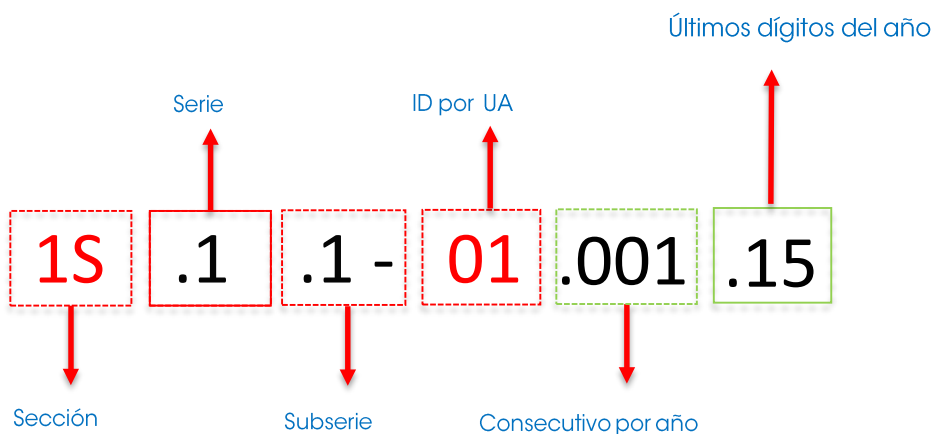 Últimos dígitos del año
Serie
ID por UA
1S .1 .1 - 01 .001 .15
Sección
Subserie
Consecutivo por año